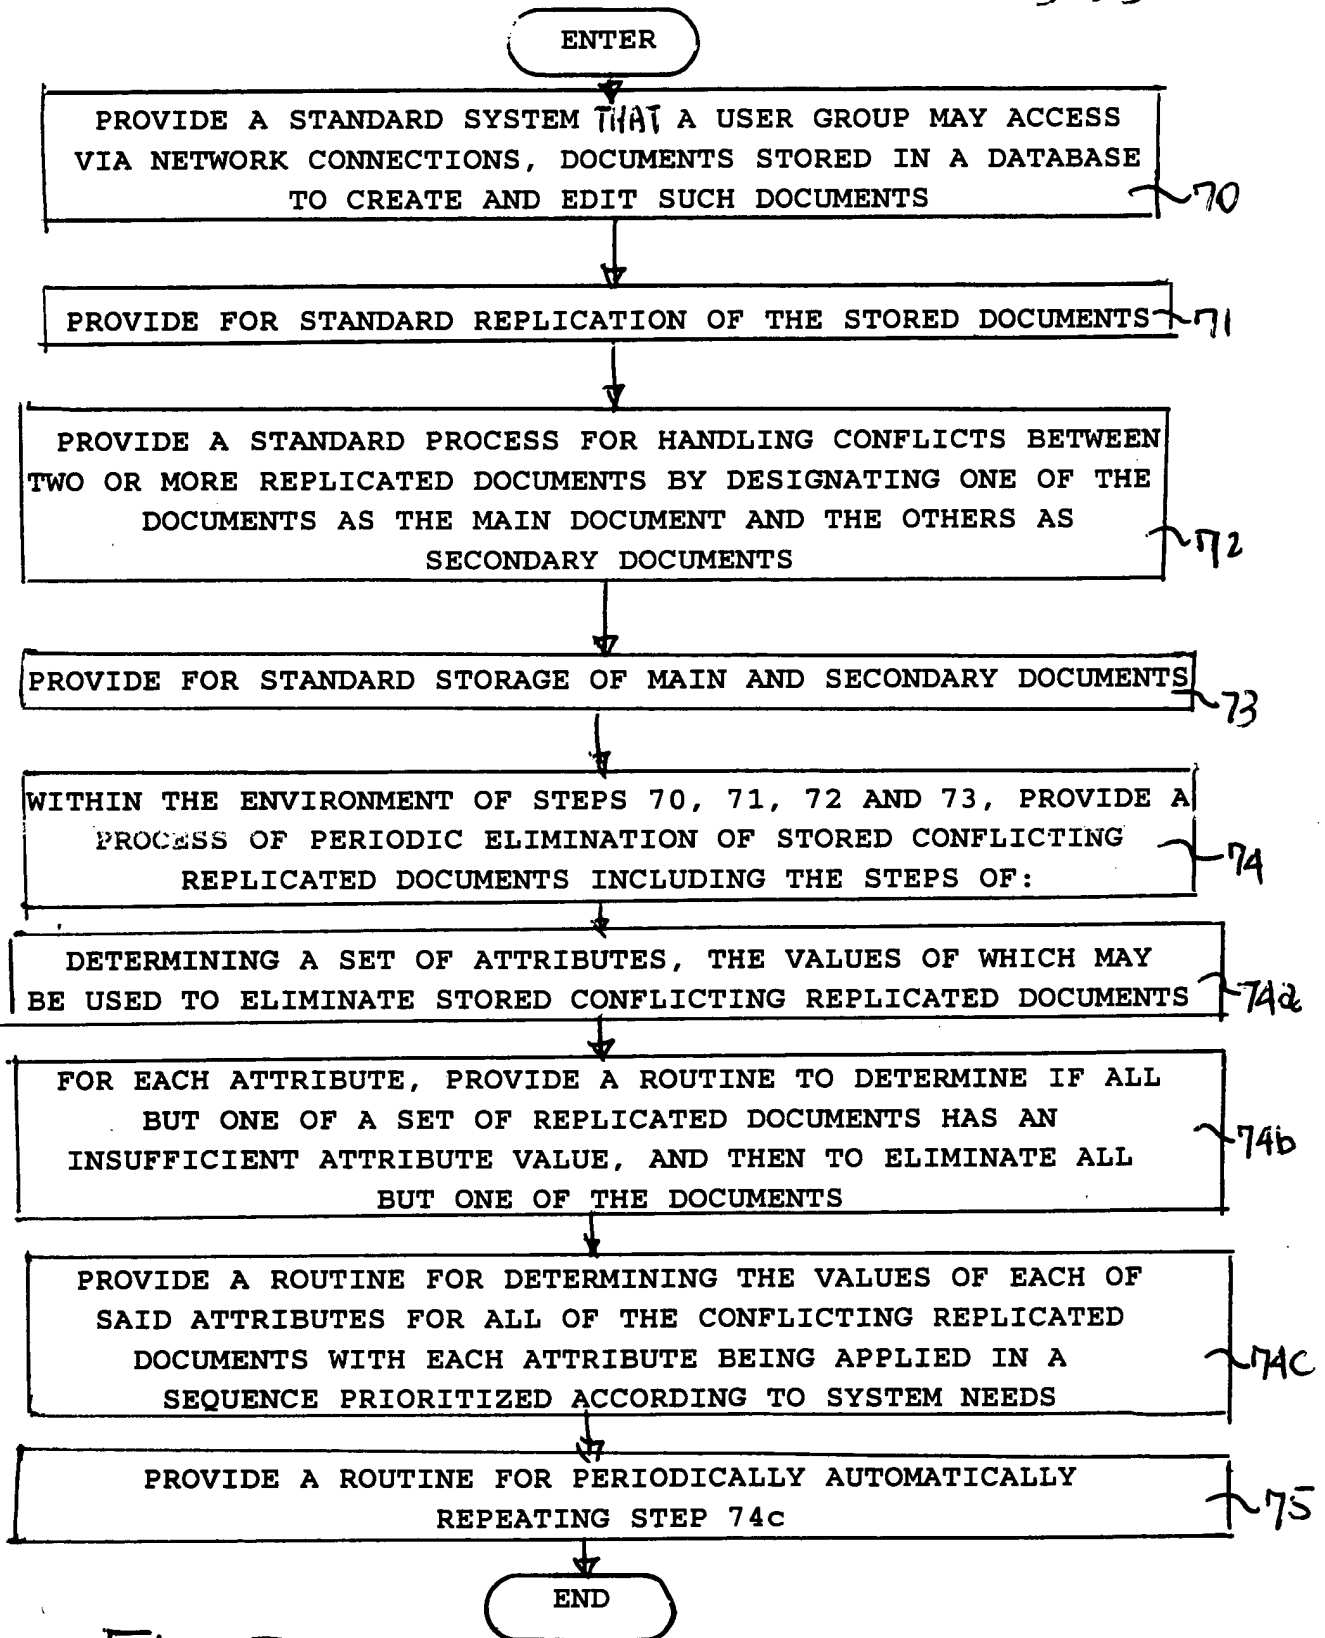 ENTER
PROVIDE A STANDARD SYSTEM THAT A USER GROUP MAY ACCESS
VIA NETWORK CONNECTIONS, DOCUMENTS STORED IN A DATABASE
TO CREATE AND EDIT SUCH DOCUMENTS
70
PROVIDE FOR STANDARD REPLICATION OF THE STORED DOCUMENTS
71
PROVIDE A STANDARD PROCESS FOR HANDLING CONFLICTS BETWEEN
TWO OR MORE REPLICATED DOCUMENTS BY DESIGNATING ONE OF THE
DOCUMENTS AS THE MAIN DOCUMENT AND THE OTHERS AS
SECONDARY DOCUMENTS
72
PROVIDE FOR STANDARD STORAGE OF MAIN AND SECONDARY DOCUMENTS
73
WITHIN THE ENVIRONMENT OF STEPS 70, 71, 72 AND 73, PROVIDE A
PROCESS OF PERIODIC ELIMINATION OF STORED CONFLICTING
REPLICATED DOCUMENTS INCLUDING THE STEPS OF:
74
DETERMINING A SET OF ATTRIBUTES, THE VALUES OF WHICH MAY
BE USED TO ELIMINATE STORED CONFLICTING REPLICATED DOCUMENTS
74a
FOR EACH ATTRIBUTE, PROVIDE A ROUTINE TO DETERMINE IF ALL
BUT ONE OF A SET OF REPLICATED DOCUMENTS HAS AN
INSUFFICIENT ATTRIBUTE VALUE, AND THEN TO ELIMINATE ALL
BUT ONE OF THE DOCUMENTS
74b
PROVIDE A ROUTINE FOR DETERMINING THE VALUES OF EACH OF
SAID ATTRIBUTES FOR ALL OF THE CONFLICTING REPLICATED
DOCUMENTS WITH EACH ATTRIBUTE BEING APPLIED IN A
SEQUENCE PRIORITIZED ACCORDING TO SYSTEM NEEDS
74C
PROVIDE A ROUTINE FOR PERIODICALLY AUTOMATICALLY
REPEATING STEP 74c
75
END